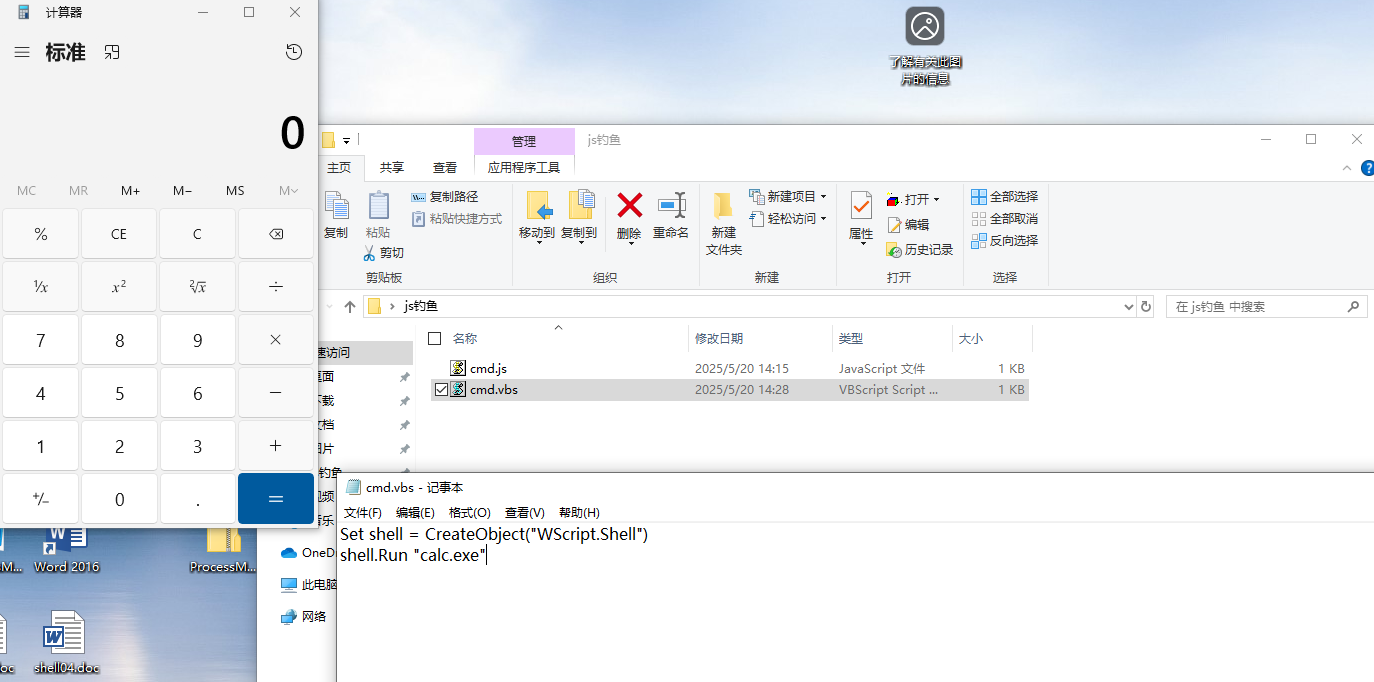 计算器
标准
0
MC MR M+ M− MS M
% CE C
¹/x x² ²√x ÷
7 8 9 ×
4 5 6 −
1 2 3 +
+/− 0 . =
了解有关此图
片的信息
管理 js钓鱼
主页 共享 查看 应用程序工具
复制
粘贴
复制路径
粘贴快捷方式
剪切
剪贴板
移动到 复制到 删除 重命名
组织
新建
文件夹
新建项目
轻松访问
新建
属性
打开
编辑
历史记录
打开
全部选择
全部取消
反向选择
选择
js钓鱼
在 js钓鱼 中搜索
名称 修改日期 类型 大小
cmd.js 2025/5/20 14:15 JavaScript 文件 1 KB
cmd.vbs 2025/5/20 14:28 VBScript Script ... 1 KB
速访问
OneD
此电脑
网络
cmd.vbs - 记事本
文件(F) 编辑(E) 格式(O) 查看(V) 帮助(H)
Set shell = CreateObject("WScript.Shell")
shell.Run "calc.exe"
Word 2016
ProcessM...
shell04.doc